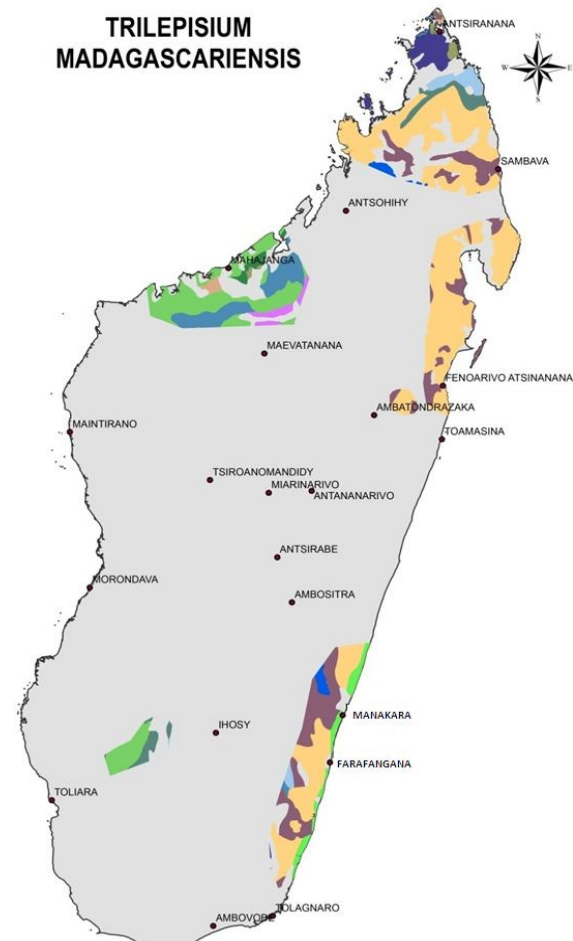 TRILEPISIUM
MADAGASCARIENSIS
ANTSIRANANA
N
W
E
S
SAMBAVA
ANTSOHIHY
MAHAJANGA
MAEVATANANA
FENOARIVO ATSINANANA
AMBATONDRAZAKA
MAINTIRANO
TOAMASINA
TSIROANOMANDIDY
MIARINARIVO
ANTANANARIVO
ANTSIRABE
MORONDAVA
AMBOSITRA
MANAKARA
IHOSY
FARAFANGANA
TOLIARA
TOLAGNARO